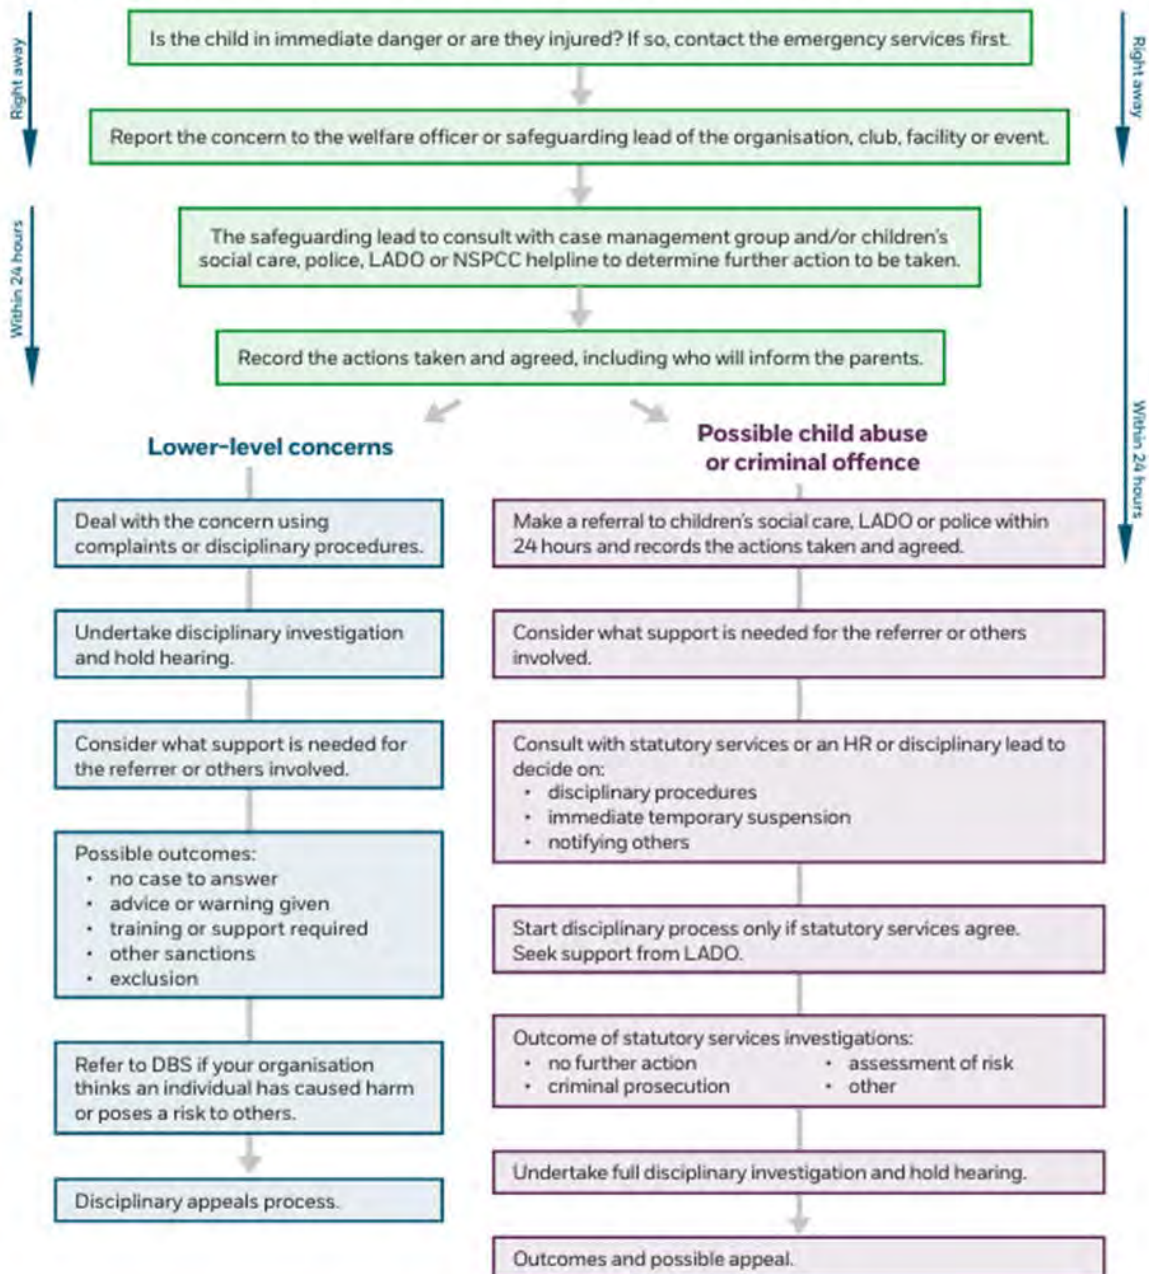 Right away
Right away
Is the child in immediate danger or are they injured? If so, contact the emergency services first.
Report the concern to the welfare officer or safeguarding lead of the organisation, club, facility or event.
Within 24 hours
Within 24 hours
The safeguarding lead to consult with case management group and/or children's
social care, police, LADO or NSPCC helpline to determine further action to be taken.
Record the actions taken and agreed, including who will inform the parents.
Lower-level concerns
Deal with the concern using
complaints or disciplinary procedures.
Undertake disciplinary investigation
and hold hearing.
Consider what support is needed for
the referrer or others involved.
Possible outcomes:
• no case to answer
• advice or warning given
• training or support required
• other sanctions
• exclusion
Refer to DBS if your organisation
thinks an individual has caused harm
or poses a risk to others.
Disciplinary appeals process.
Possible child abuse
or criminal offence
Make a referral to children's social care, LADO or police within
24 hours and records the actions taken and agreed.
Consider what support is needed for the referrer or others
involved.
Consult with statutory services or an HR or disciplinary lead to
decide on:
• disciplinary procedures
• immediate temporary suspension
• notifying others
Start disciplinary process only if statutory services agree.
Seek support from LADO.
Outcome of statutory services investigations:
• no further action
• criminal prosecution
• assessment of risk
• other
Undertake full disciplinary investigation and hold hearing.
Outcomes and possible appeal.